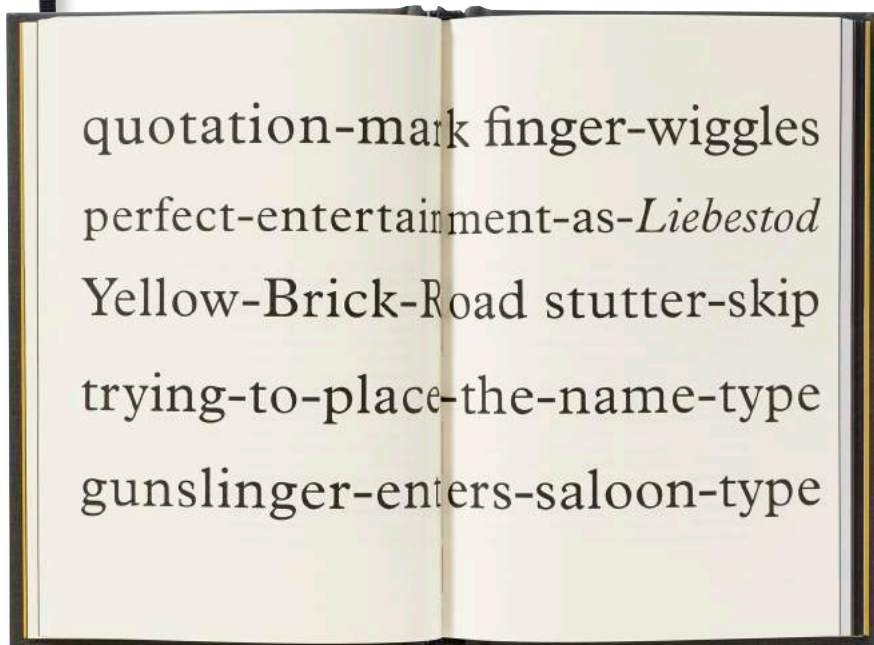 quotation-mark finger-wiggles
perfect-entertainment-as-Liebestod
Yellow-Brick-Road stutter-skip
trying-to-place-the-name-type
gunslinger-enters-saloon-type